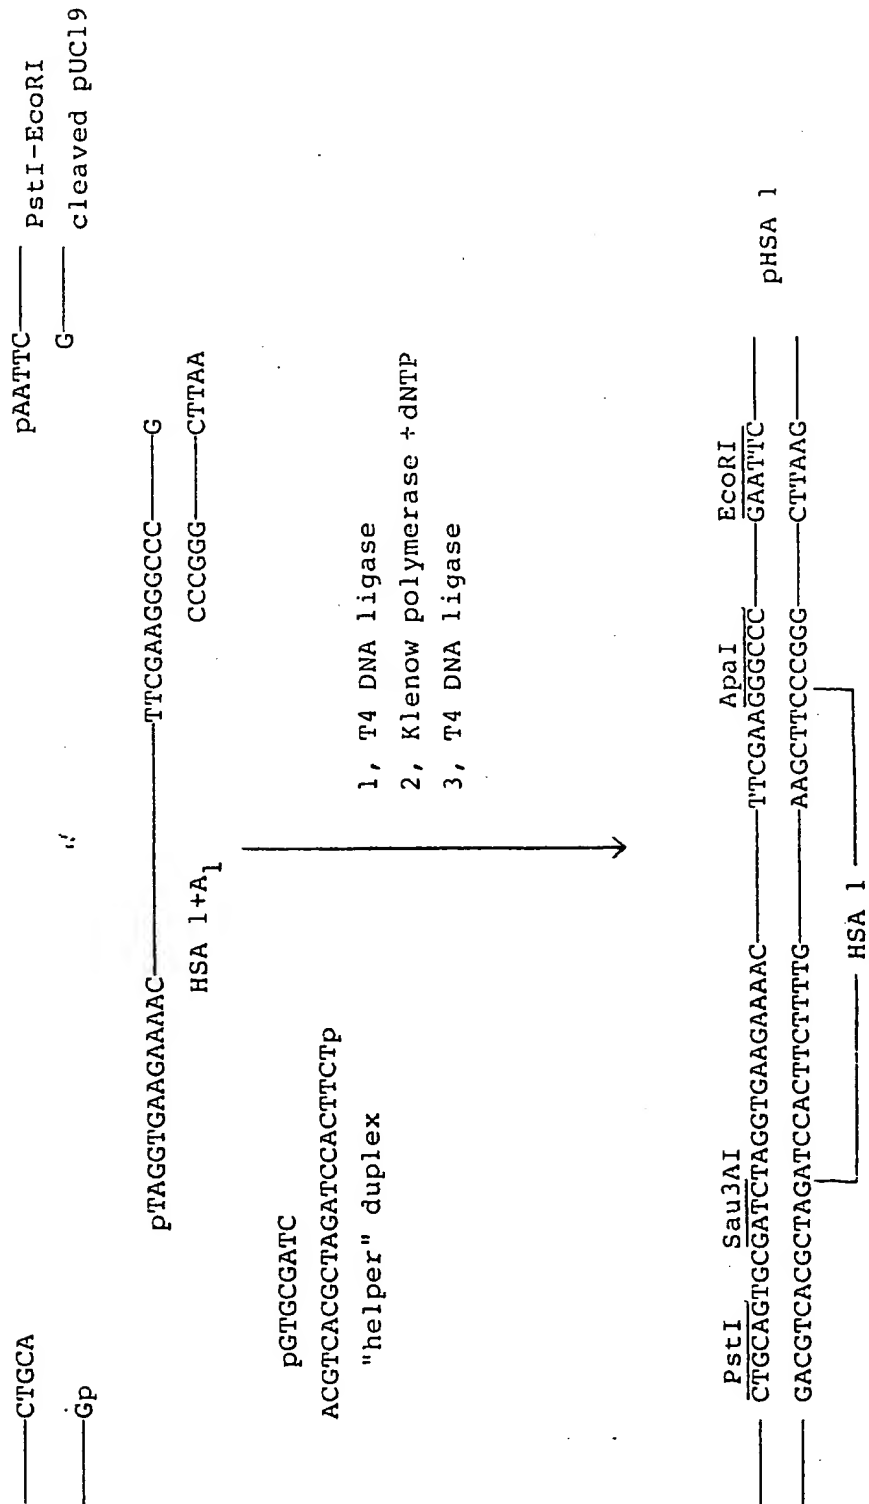 CTGCA
Gp
pAATTC
PstI-EcoRI
G
cleaved pUC19
pTAGGTGAAGAAAAC TTCGAAGGGCCC G
HSA 1+A1
CCCGGG CTTAA
pGTGCGATC
ACGTCACGCTAGATCCACTTCTp
"helper" duplex
1, T4 DNA ligase
2, Klenow polymerase +dNTP
3, T4 DNA ligase
PstI Sau3AI ApaI EcoRI
CTGCAGTGCGATCTAGGTGAAGAAAAC TTCGAAGGGCCC GAATTC
GACGTCACGCTAGATCCACTTCTTTTG AAGCTTCCCGGG CTTAAG
pHSA 1
HSA 1